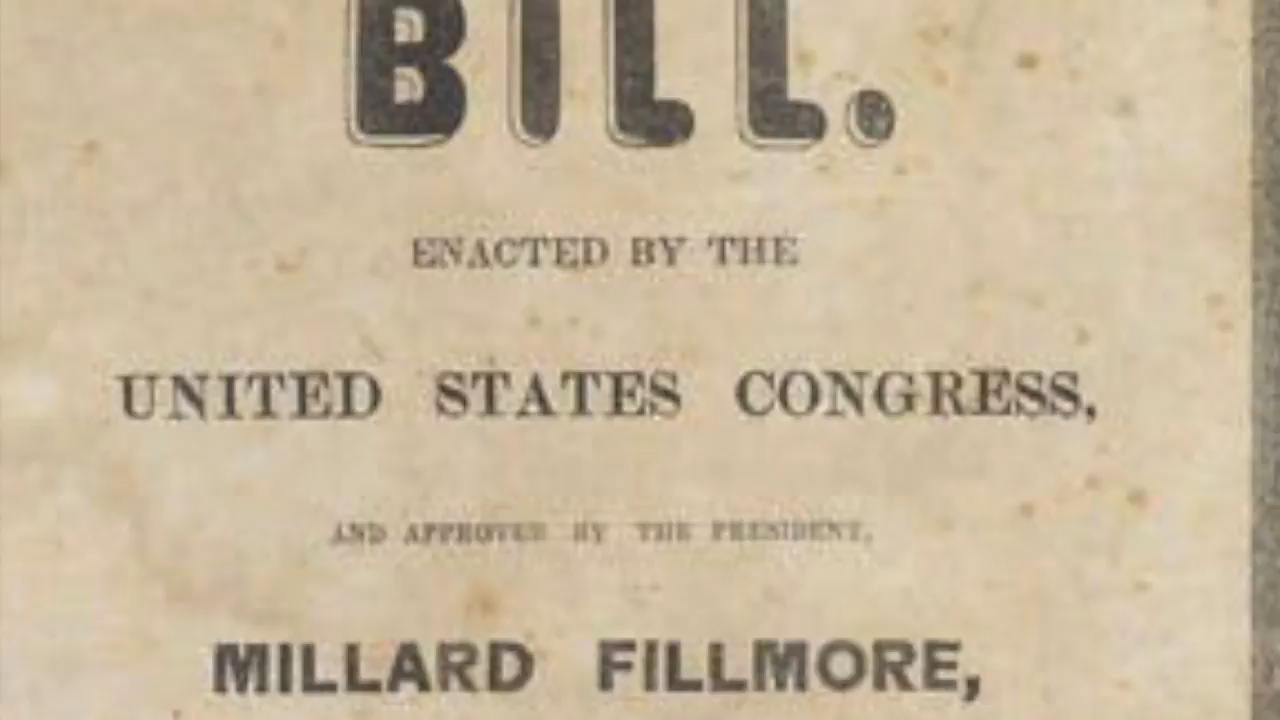 BILL.
ENACTED BY THE
UNITED STATES CONGRESS,
AND APPROVED BY THE PRESIDENT,
MILLARD FILLMORE,